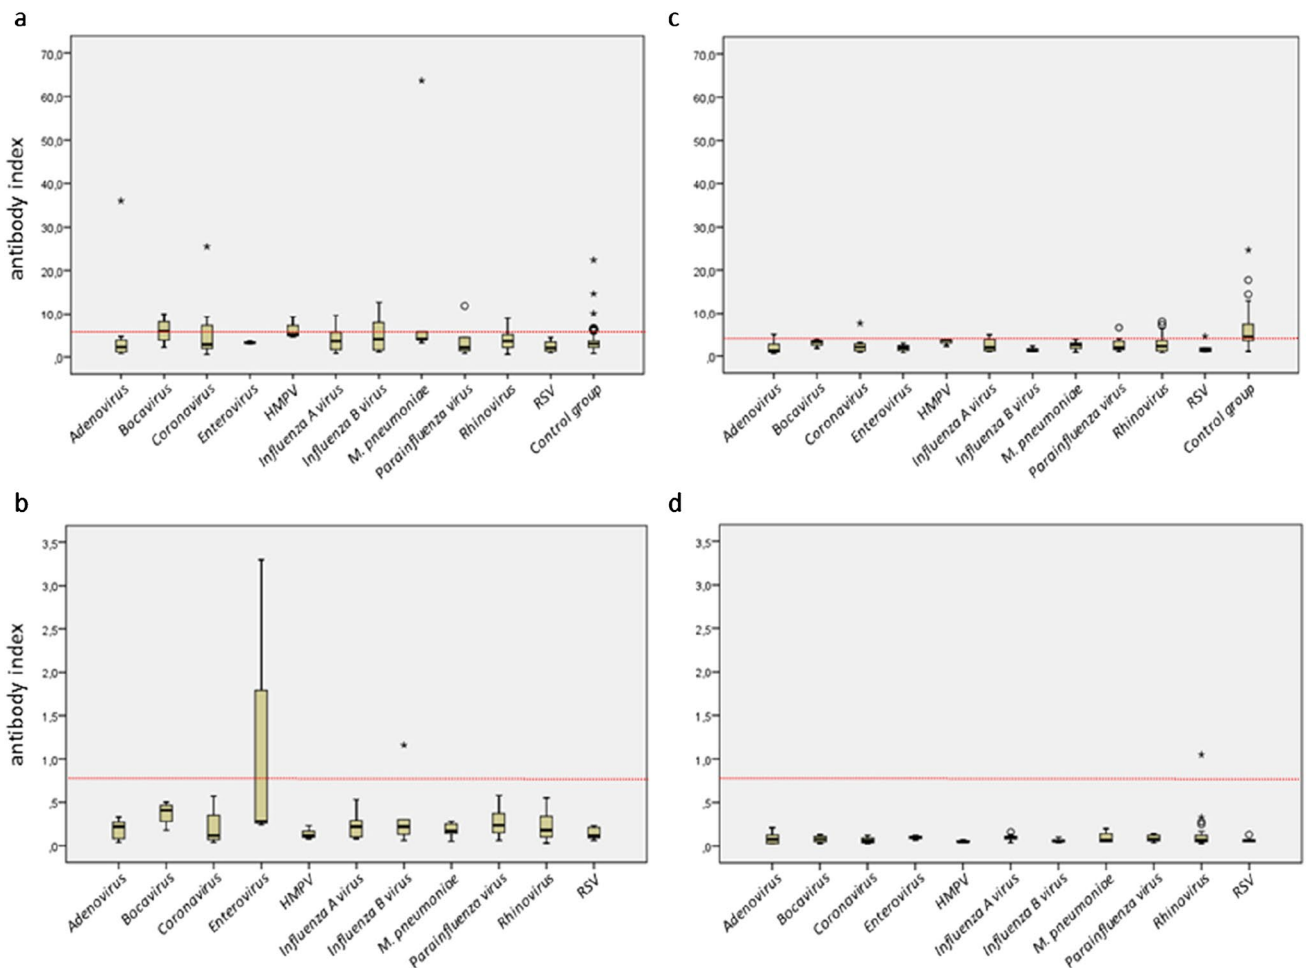 a
antibody index
70,0
60,0
50,0
40,0
30,0
20,0
10,0
,0
Adenovirus
Bocavirus
Coronavirus
Enterovirus
HMPV
Influenza A virus
Influenza B virus
M. pneumoniae
Parainfluenza virus
Rhinovirus
RSV
Control group
c
70,0
60,0
50,0
40,0
30,0
20,0
10,0
,0
Adenovirus
Bocavirus
Coronavirus
Enterovirus
HMPV
Influenza A virus
Influenza B virus
M. pneumoniae
Parainfluenza virus
Rhinovirus
RSV
Control group
b
antibody index
3,5
3,0
2,5
2,0
1,5
1,0
,5
,0
Adenovirus
Bocavirus
Coronavirus
Enterovirus
HMPV
Influenza A virus
Influenza B virus
M. pneumoniae
Parainfluenza virus
Rhinovirus
RSV
d
3,5
3,0
2,5
2,0
1,5
1,0
,5
,0
Adenovirus
Bocavirus
Coronavirus
Enterovirus
HMPV
Influenza A virus
Influenza B virus
M. pneumoniae
Parainfluenza virus
Rhinovirus
RSV